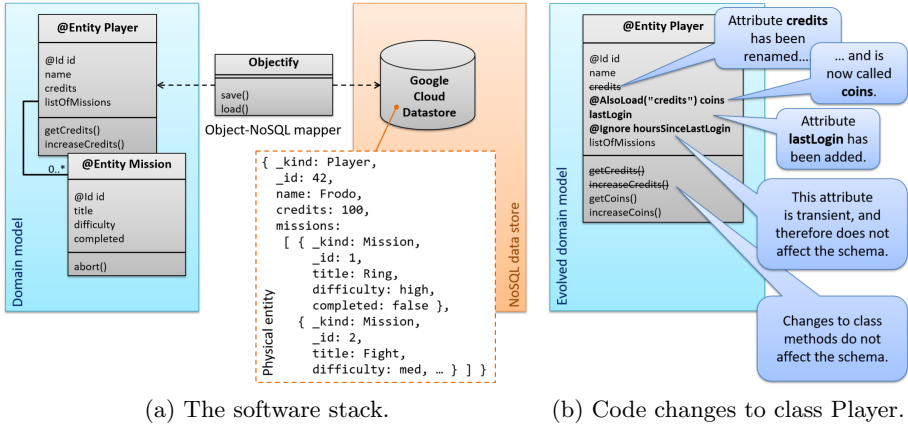 @Entity Player
@Id id
name
credits
listOfMissions
getCredits()
increaseCredits()
0..*
@Entity Mission
@Id id
title
difficulty
completed
abort()
Domain model
Objectify
save()
load()
Object-NoSQL mapper
Google
Cloud
Datastore
NoSQL data store
{ _kind: Player,
_id: 42,
name: Frodo,
credits: 100,
missions:
[ { _kind: Mission,
_id: 1,
title: Ring,
difficulty: high,
completed: false },
{ _kind: Mission,
_id: 2,
title: Fight,
difficulty: med, … } ] }
Physical entity
(a) The software stack.
@Entity Player
@Id id
name
credits
@AlsoLoad("credits") coins
lastLogin
@Ignore hoursSinceLastLogin
listOfMissions
getCredits()
increaseCredits()
getCoins()
increaseCoins()
Evolved domain model
Attribute credits
has been
renamed...
… and is
now called
coins.
Attribute
lastLogin has
been added.
This attribute
is transient, and
therefore does not
affect the schema.
Changes to class
methods do not
affect the schema.
(b) Code changes to class Player.